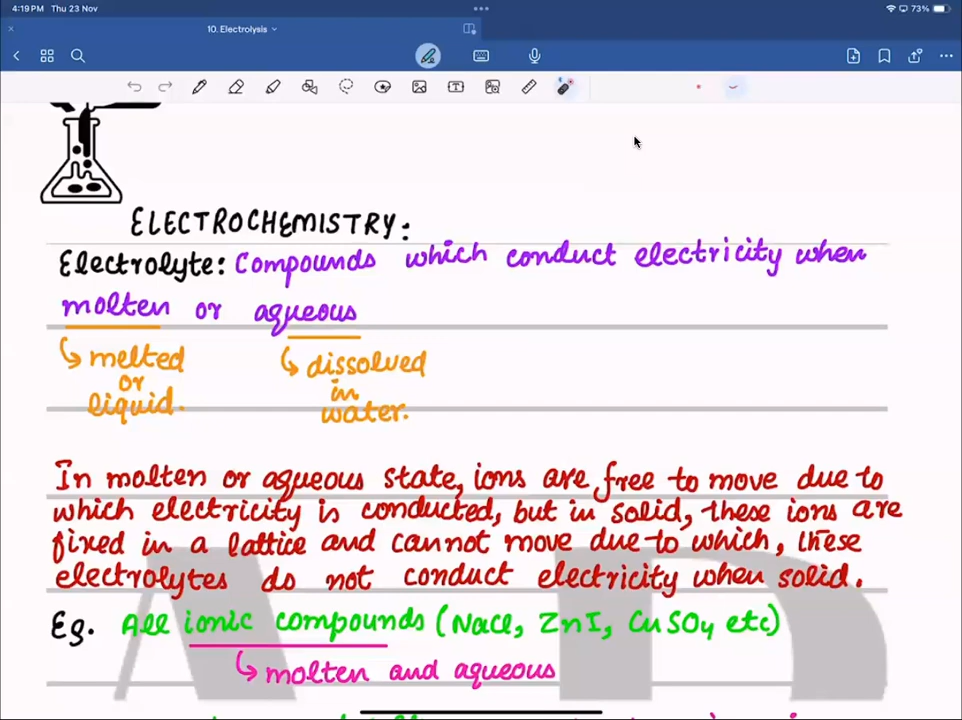 4:19 PM Thu 23 Nov
73%
10. Electrolysis
ELECTROCHEMISTRY:
Electrolyte: Compounds which conduct electricity when
molten or aqueous
melted
or
liquid.
dissolved
in
water.
In molten or aqueous state, ions are free to move due to
which electricity is conducted, but in solid, these ions are
fixed in a lattice and cannot move due to which, these
electrolytes do not conduct electricity when solid.
Eg. All ionic compounds (NaCl, ZnI, CuSO4 etc)
molten and aqueous